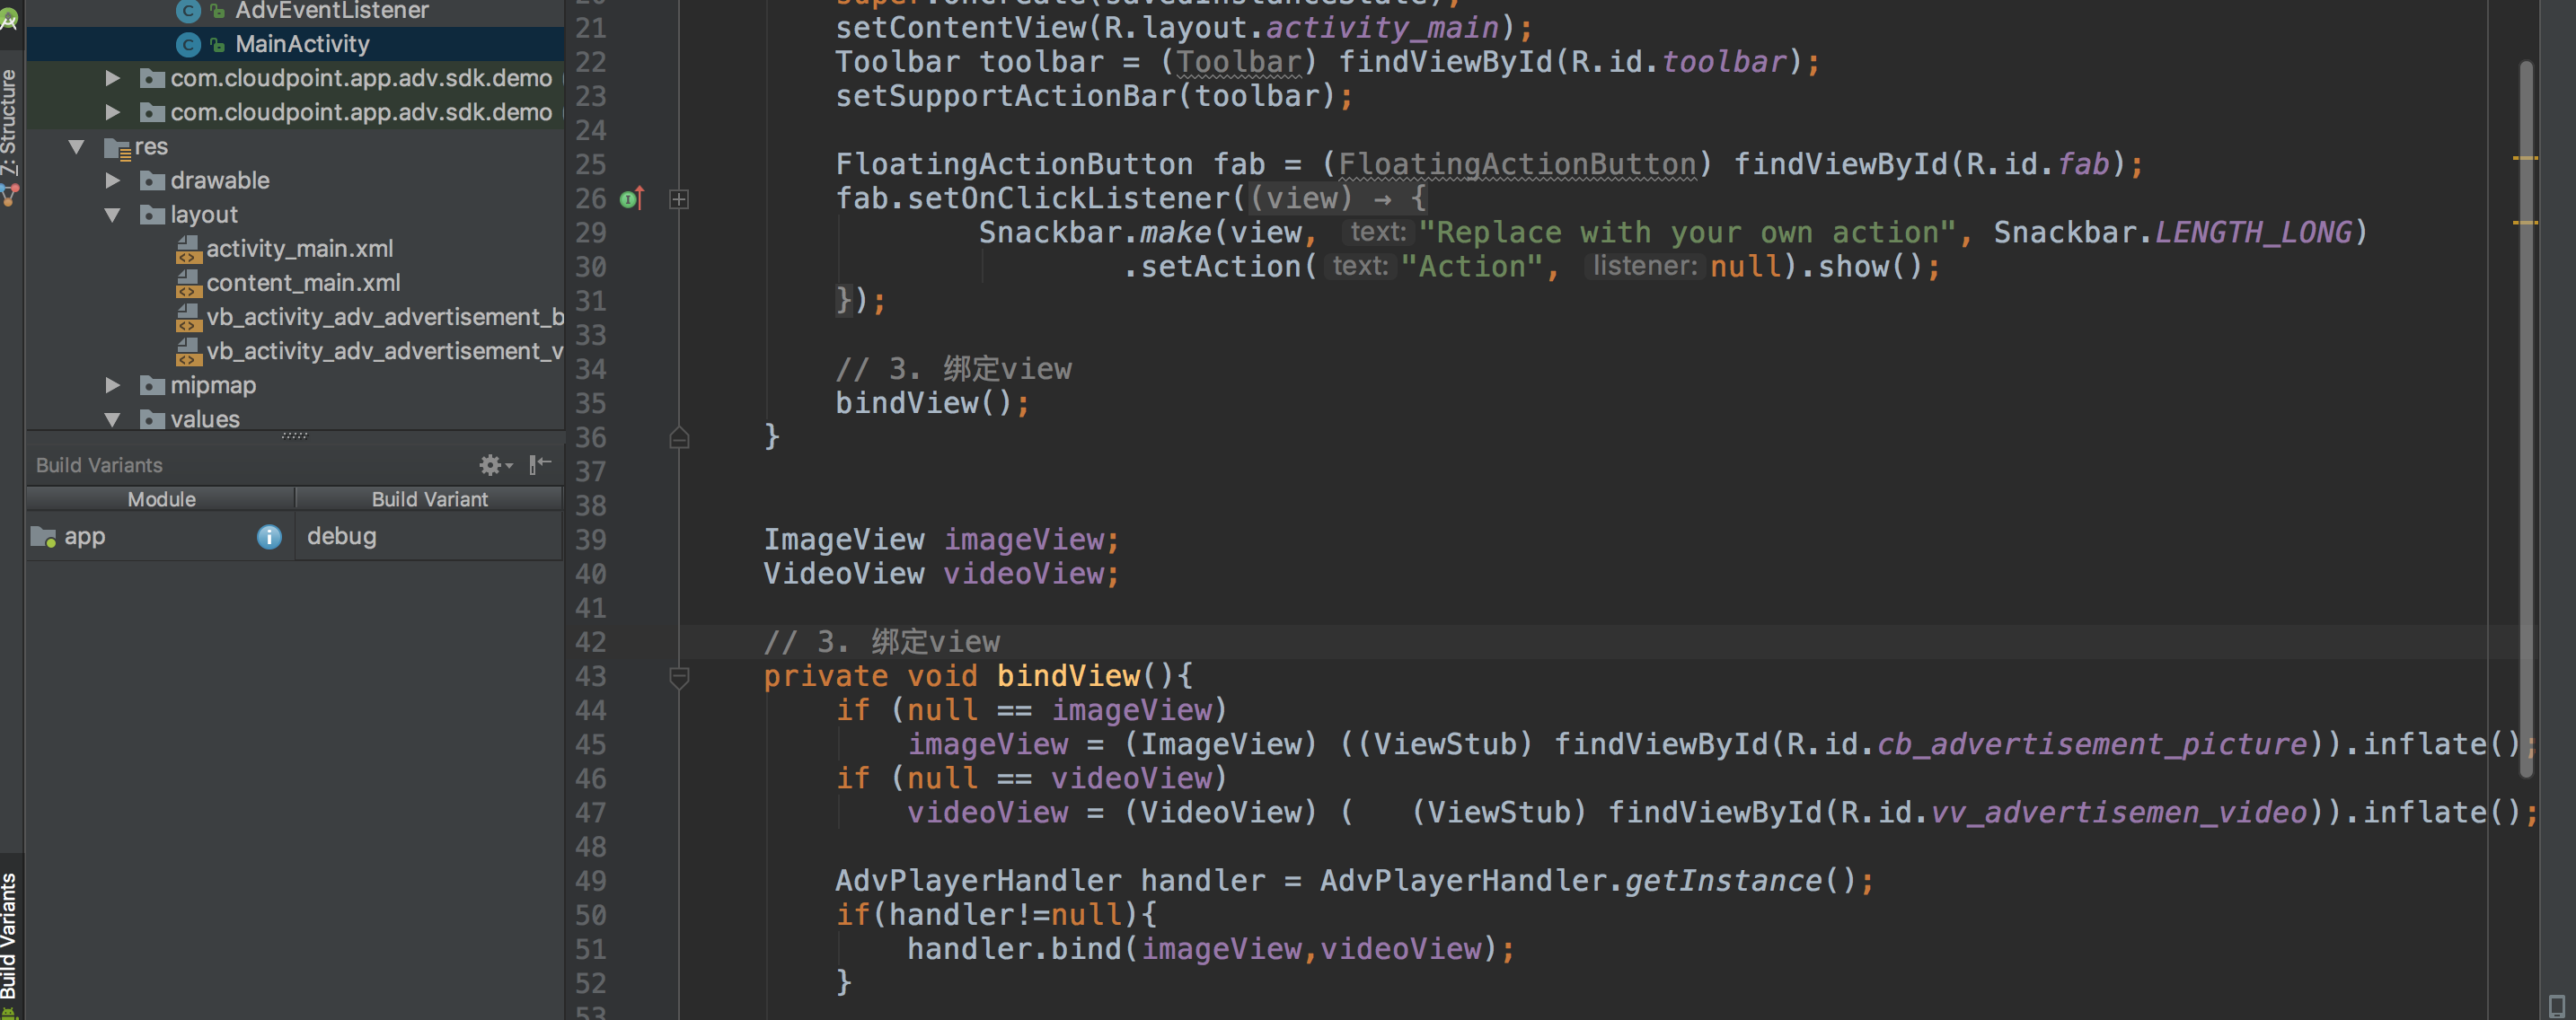 AdvEventListener
MainActivity
com.cloudpoint.app.adv.sdk.demo
com.cloudpoint.app.adv.sdk.demo
res
drawable
layout
activity_main.xml
content_main.xml
vb_activity_adv_advertisement_b
vb_activity_adv_advertisement_v
mipmap
values
7: Structure
Build Variants
Module Build Variant
app debug
Build Variants
super.onCreate(savedInstanceState);
21 setContentView(R.layout.activity_main);
22 Toolbar toolbar = (Toolbar) findViewById(R.id.toolbar);
23 setSupportActionBar(toolbar);
24
25 FloatingActionButton fab = (FloatingActionButton) findViewById(R.id.fab);
26 fab.setOnClickListener((view) → {
29 Snackbar.make(view, text: "Replace with your own action", Snackbar.LENGTH_LONG)
30 .setAction( text: "Action", listener: null).show();
31 });
33
34 // 3. 绑定view
35 bindView();
36 }
37
38
39 ImageView imageView;
40 VideoView videoView;
41
42 // 3. 绑定view
43 private void bindView(){
44 if (null == imageView)
45 imageView = (ImageView) ((ViewStub) findViewById(R.id.cb_advertisement_picture)).inflate();
46 if (null == videoView)
47 videoView = (VideoView) ( (ViewStub) findViewById(R.id.vv_advertisemen_video)).inflate();
48
49 AdvPlayerHandler handler = AdvPlayerHandler.getInstance();
50 if(handler!=null){
51 handler.bind(imageView,videoView);
52 }
53